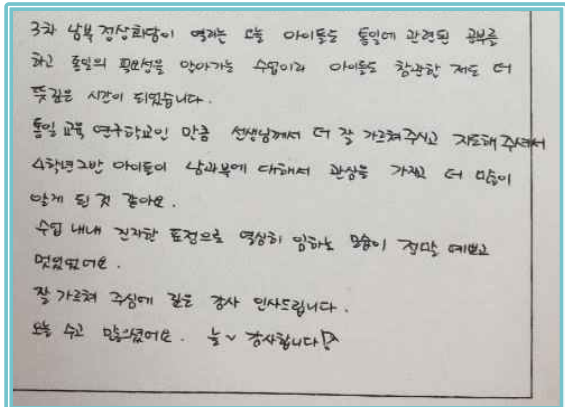 3차 남북 정상회담이 열리는 오늘 아이들도 통일에 관련된 공부를
하고 통일의 필요성을 알아가는 수업이라 아이들도 참관한 저도 더
뜻깊은 시간이 되었습니다.
통일 교육 연구학교인 만큼 선생님께서 더 잘 가르쳐주시고 지도해 주셔서
4학년 2반 아이들이 남과북에 대해서 관심을 가지고 더 많이
알게 된 것 같아요.
수업 내내 진지한 표정으로 열심히 임하는 모습이 정말 예쁘고
멋있었어요.
잘 가르쳐 주심에 깊은 감사 인사드립니다.
오늘 수고 많으셨어요. 늘~ 감사합니다